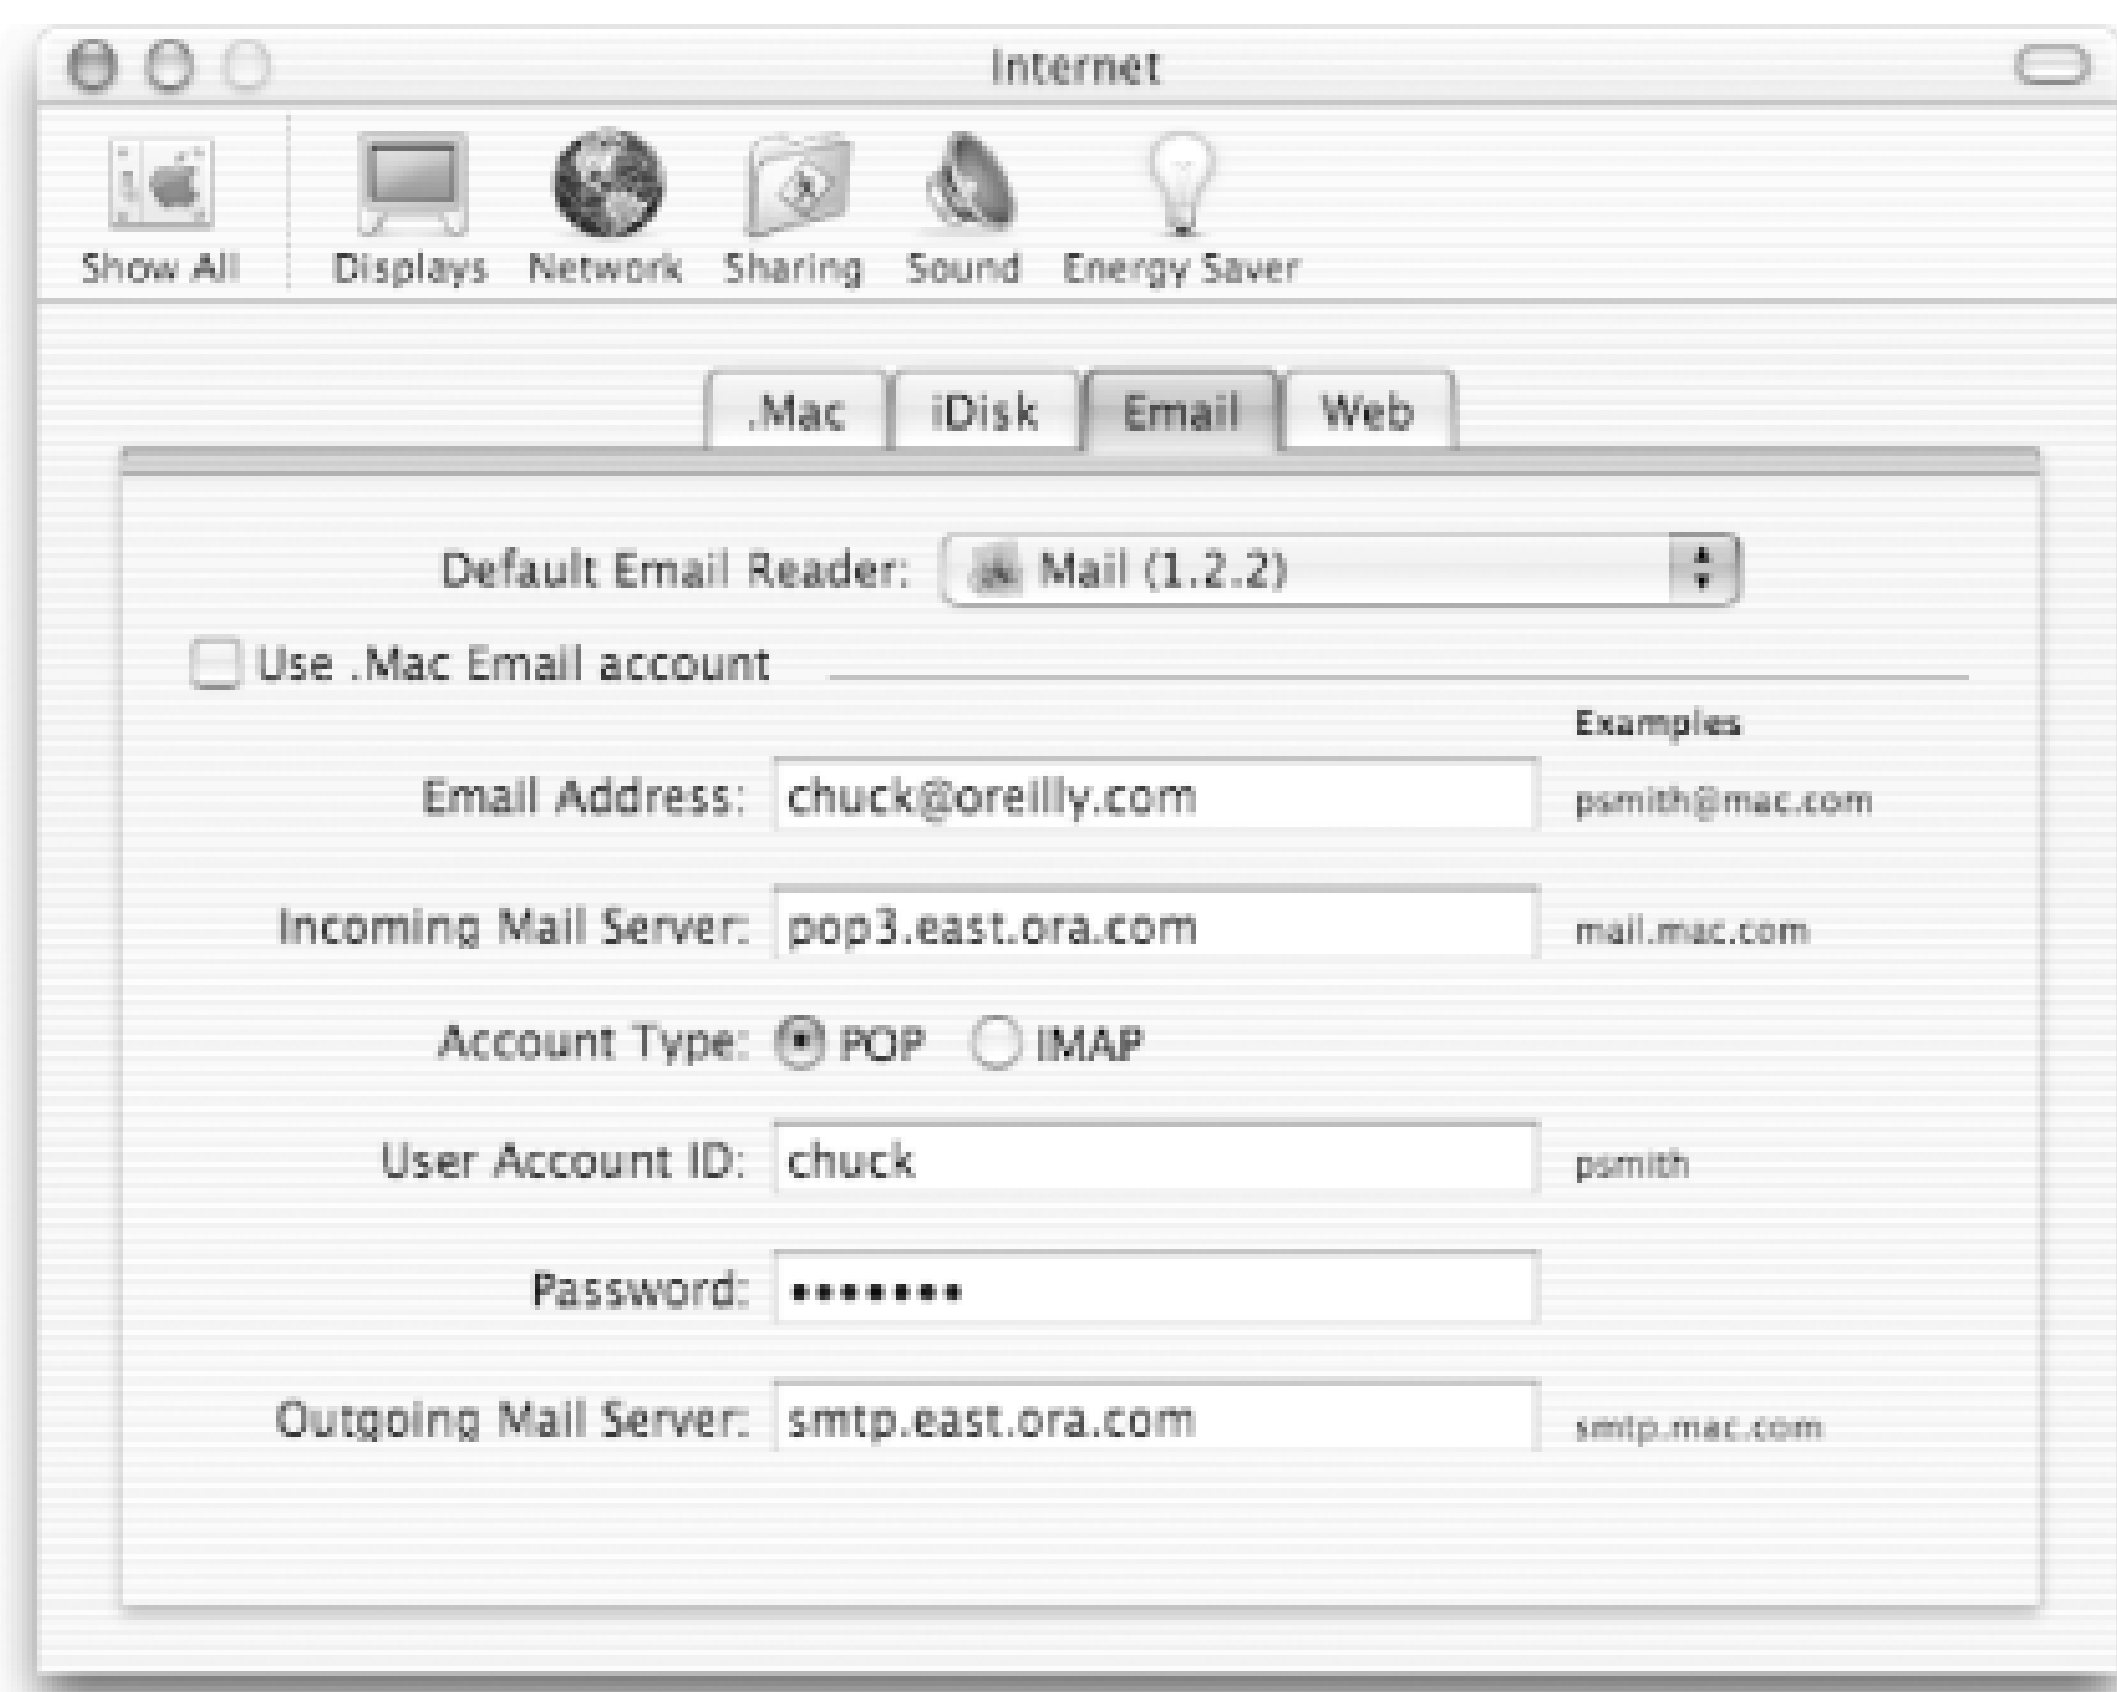 Internet
Show All Displays Network Sharing Sound Energy Saver
.Mac iDisk Email Web
Default Email Reader: Mail (1.2.2)
Use .Mac Email account
Examples
Email Address: chuck@oreilly.com psmith@mac.com
Incoming Mail Server: pop3.east.ora.com mail.mac.com
Account Type: POP IMAP
User Account ID: chuck psmith
Password: •••••••
Outgoing Mail Server: smtp.east.ora.com smtp.mac.com